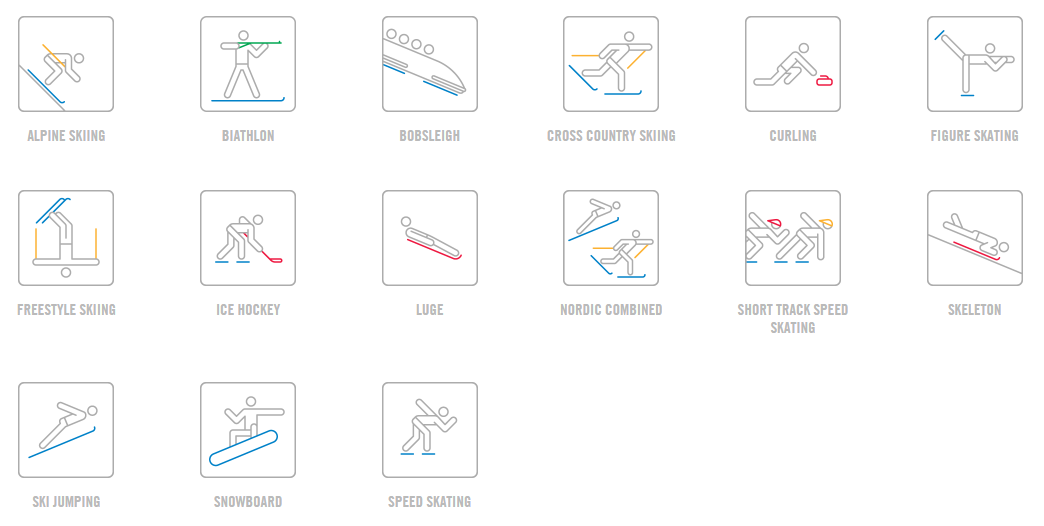 ALPINE SKIING
BIATHLON
BOBSLEIGH
CROSS COUNTRY SKIING
CURLING
FIGURE SKATING
FREESTYLE SKIING
ICE HOCKEY
LUGE
NORDIC COMBINED
SHORT TRACK SPEED
SKATING
SKELETON
SKI JUMPING
SNOWBOARD
SPEED SKATING